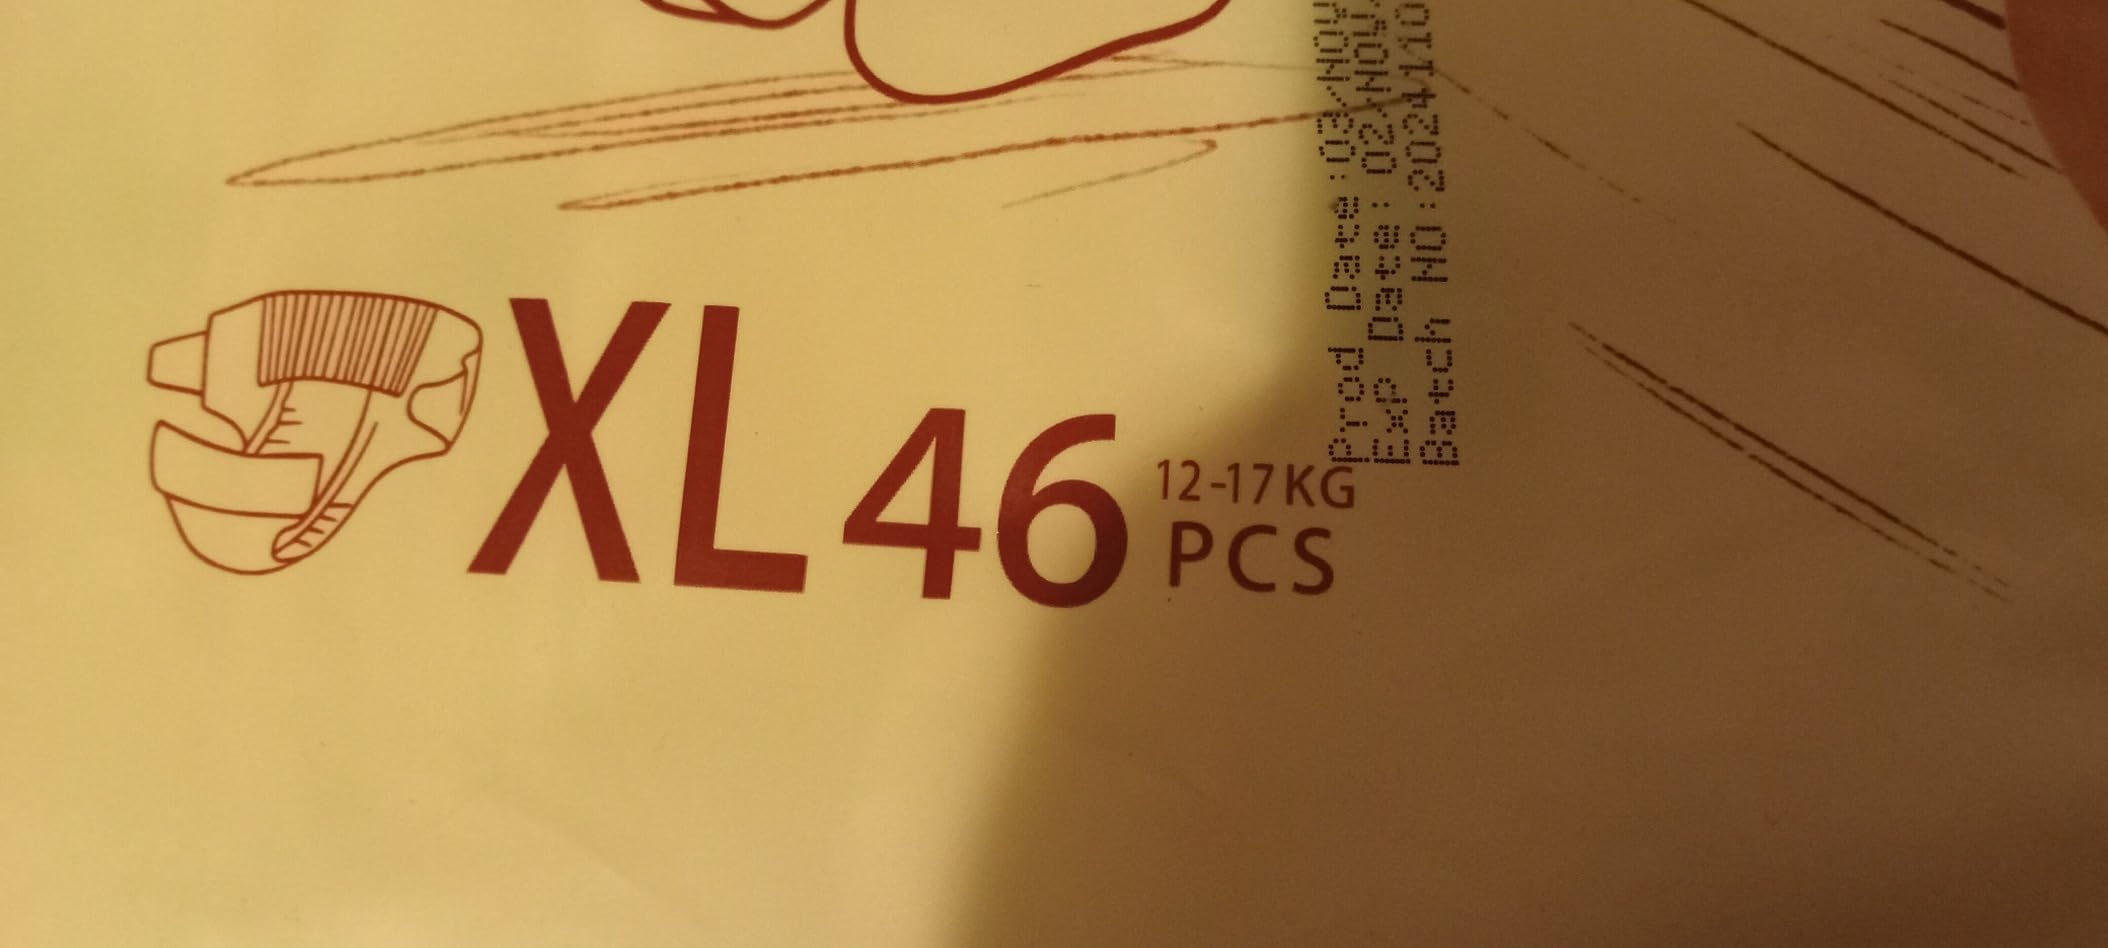 XL 46 12-17KG
PCS
Prod Date :03/NOV
Exp Date: 02/NOV
Batch NO:2024110